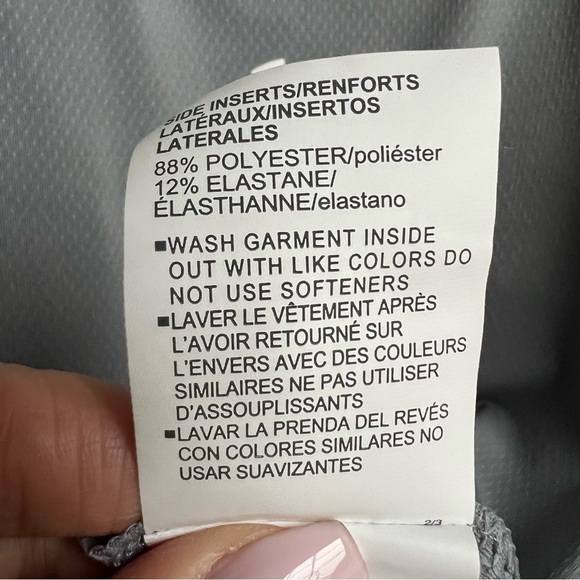 SIDE INSERTS/RENFORTS
LATÉRAUX/INSERTOS
LATERALES
88% POLYESTER/poliéster
12% ELASTANE/
ÉLASTHANNE/elastano
■WASH GARMENT INSIDE
OUT WITH LIKE COLORS DO
NOT USE SOFTENERS
■LAVER LE VÊTEMENT APRÈS
L'AVOIR RETOURNÉ SUR
L'ENVERS AVEC DES COULEURS
SIMILAIRES NE PAS UTILISER
D'ASSOUPLISSANTS
■LAVAR LA PRENDA DEL REVÉS
CON COLORES SIMILARES NO
USAR SUAVIZANTES
2/3